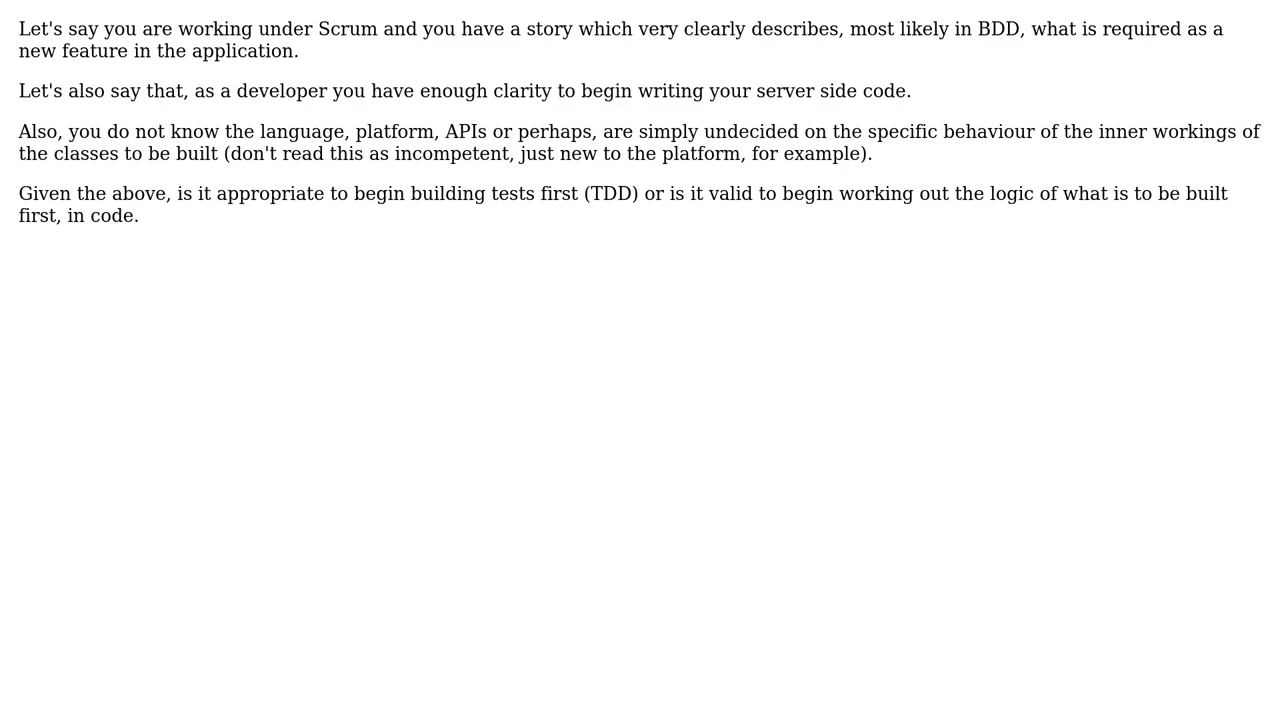 Let's say you are working under Scrum and you have a story which very clearly describes, most likely in BDD, what is required as a
new feature in the application.
Let's also say that, as a developer you have enough clarity to begin writing your server side code.
Also, you do not know the language, platform, APIs or perhaps, are simply undecided on the specific behaviour of the inner workings of
the classes to be built (don't read this as incompetent, just new to the platform, for example).
Given the above, is it appropriate to begin building tests first (TDD) or is it valid to begin working out the logic of what is to be built
first, in code.